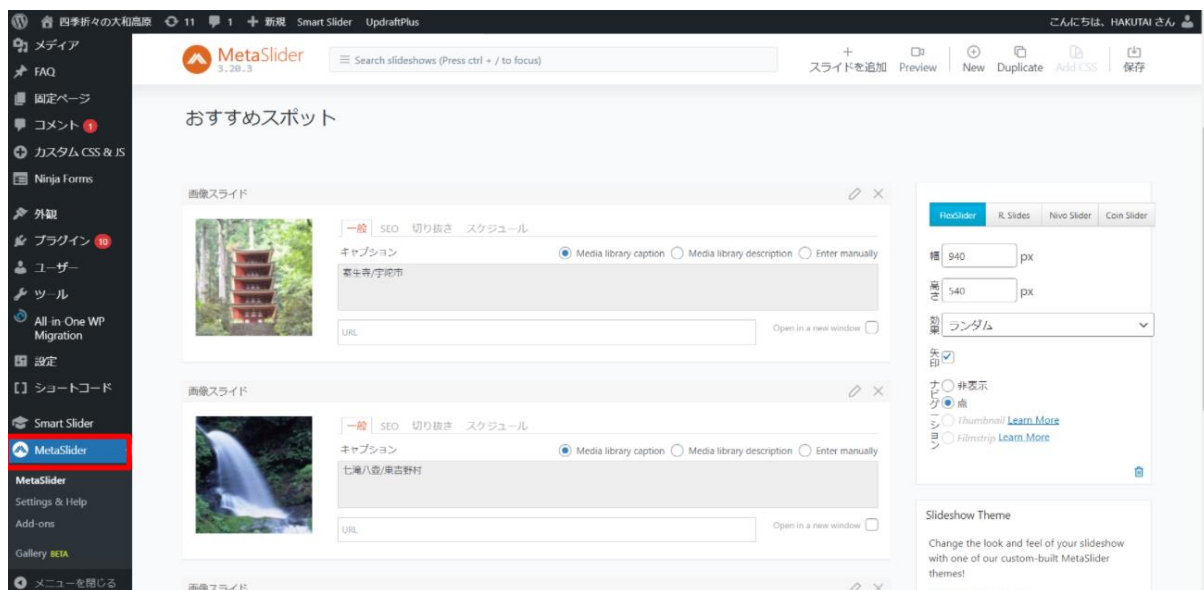 四季折々の大和高原 11 1 新規 Smart Slider UpdraftPlus こんにちは、HAKUTAI さん
メディア
FAQ
固定ページ
コメント 1
カスタム CSS & JS
Ninja Forms
外観
プラグイン 10
ユーザー
ツール
All-in-One WP
Migration
設定
ショートコード
Smart Slider
MetaSlider
MetaSlider
Settings & Help
Add-ons
Gallery BETA
メニューを閉じる
MetaSlider
3.20.3
Search slideshows (Press ctrl + / to focus)
スライドを追加 Preview New Duplicate Add CSS 保存
おすすめスポット
画像スライド
一般 SEO 切り抜き スケジュール
キャプション Media library caption Media library description Enter manually
室生寺/宇陀市
URL Open in a new window
画像スライド
一般 SEO 切り抜き スケジュール
キャプション Media library caption Media library description Enter manually
七滝八壺/東吉野村
URL Open in a new window
画像スライド
FlexSlider R. Slides Nivo Slider Coin Slider
幅 940 px
高さ 540 px
効果 ランダム
矢印
ナビゲーション
非表示
点
Thumbnail Learn More
Filmstrip Learn More
Slideshow Theme
Change the look and feel of your slideshow
with one of our custom-built MetaSlider
themes!